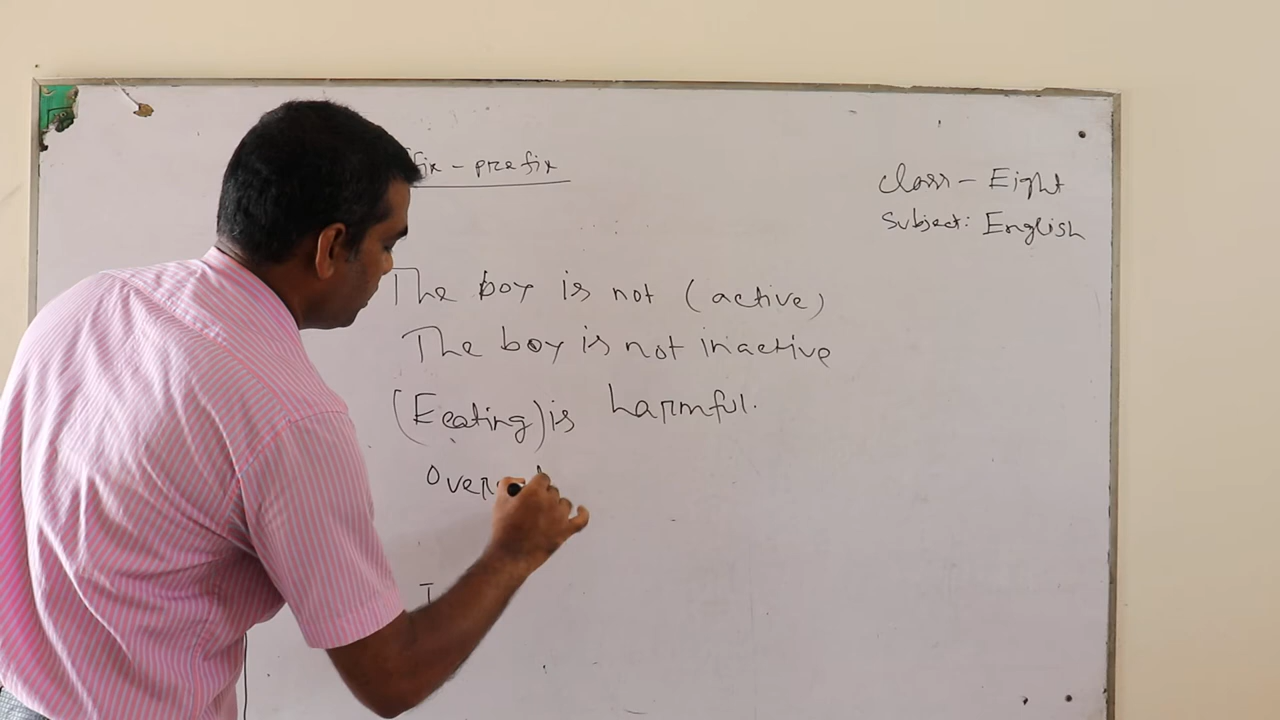 fix - prefix
Class - Eight
Subject: English
The boy is not (active)
The boy is not inactive
(Eeating) is harmful.
Over